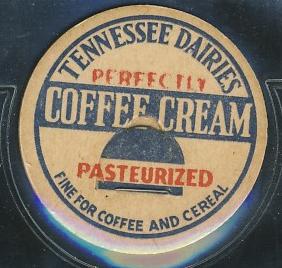 TENNESSEE DAIRIES
PERFECTLY
COFFEE CREAM
PASTEURIZED
FINE FOR COFFEE AND CEREAL